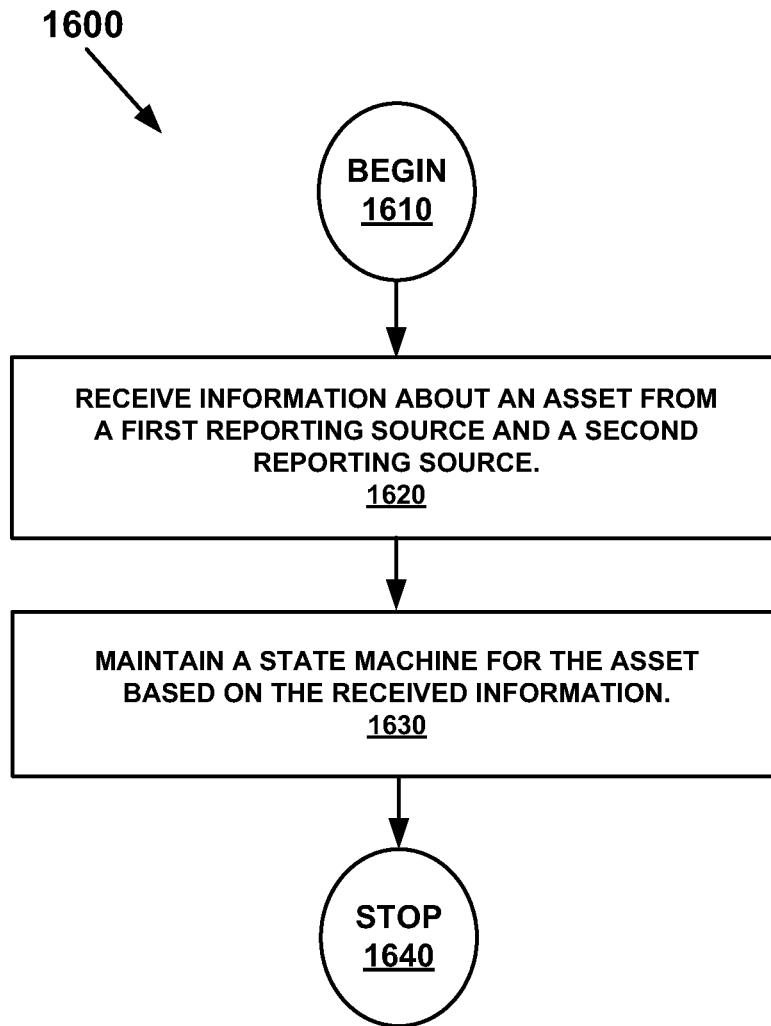 1600
BEGIN
1610
RECEIVE INFORMATION ABOUT AN ASSET FROM
A FIRST REPORTING SOURCE AND A SECOND
REPORTING SOURCE.
1620
MAINTAIN A STATE MACHINE FOR THE ASSET
BASED ON THE RECEIVED INFORMATION.
1630
STOP
1640